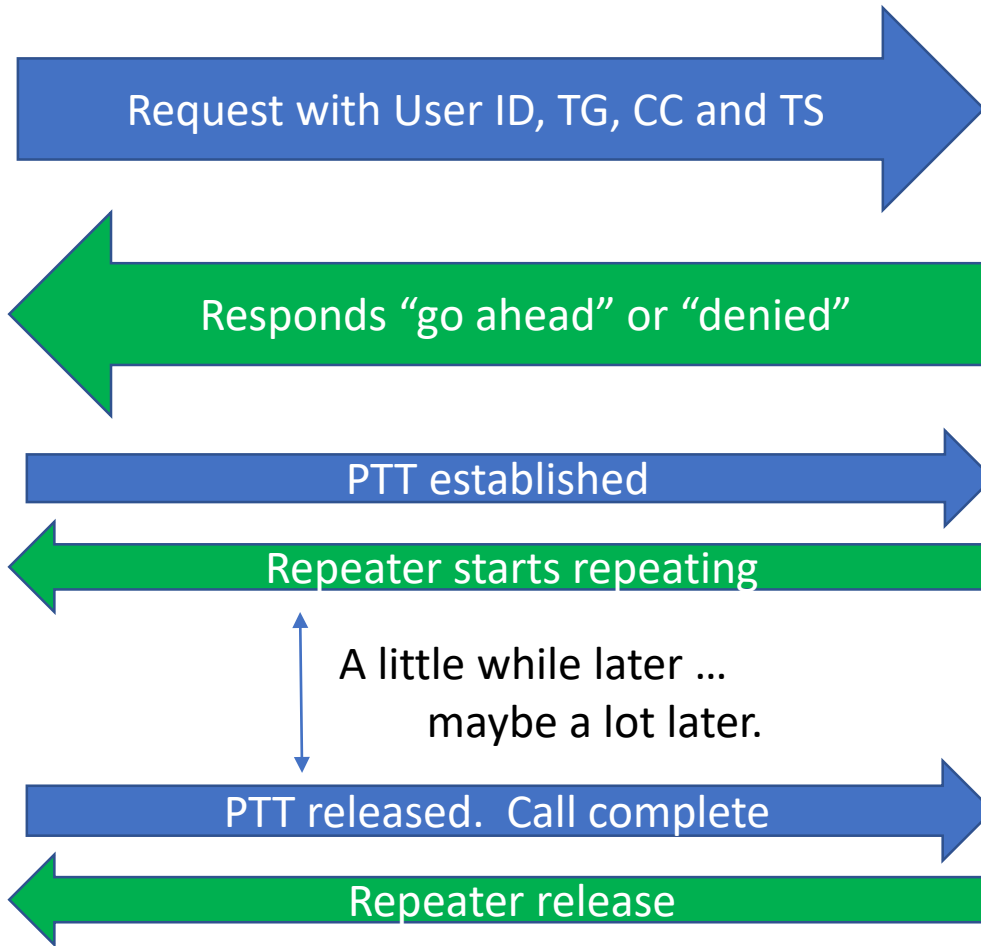 Request with User ID, TG, CC and TS
Responds “go ahead” or “denied”
PTT established
Repeater starts repeating
A little while later …
maybe a lot later.
PTT released.  Call complete
Repeater release